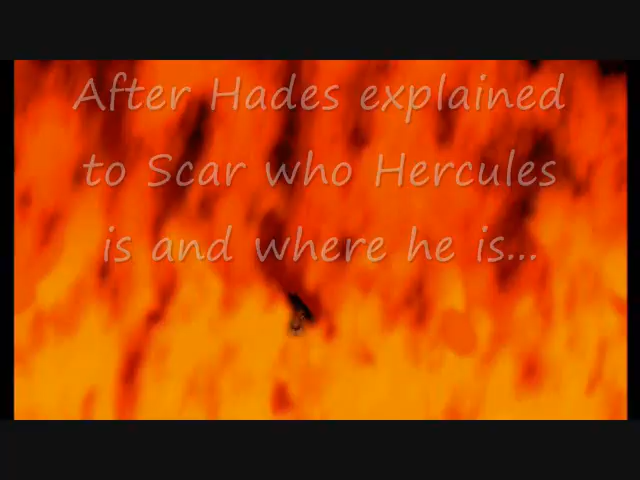 After Hades explained
to Scar who Hercules
is and where he is...